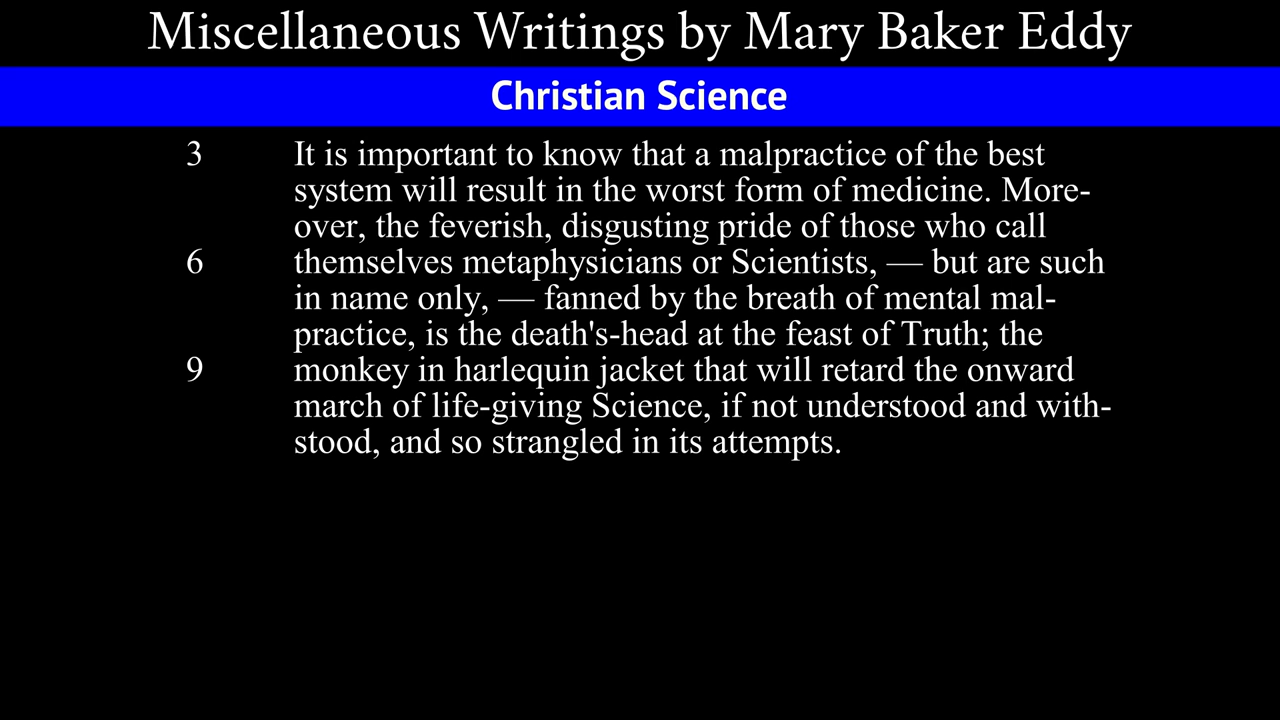 Miscellaneous Writings by Mary Baker Eddy
Christian Science
3 It is important to know that a malpractice of the best
system will result in the worst form of medicine. More-
over, the feverish, disgusting pride of those who call
6 themselves metaphysicians or Scientists, — but are such
in name only, — fanned by the breath of mental mal-
practice, is the death's-head at the feast of Truth; the
9 monkey in harlequin jacket that will retard the onward
march of life-giving Science, if not understood and with-
stood, and so strangled in its attempts.